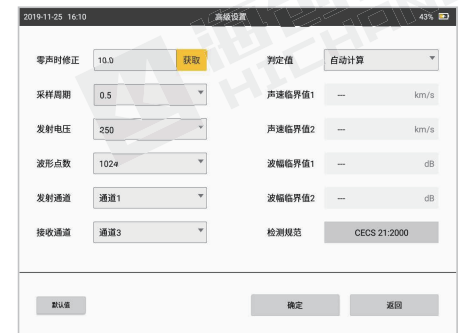 2019-11-25 16:10 高级设置 43%
零声时修正 10.0 获取 判定值 自动计算
采样周期 0.5 声速临界值1 --- km/s
发射电压 250 声速临界值2 --- km/s
波形点数 1024 波幅临界值1 --- dB
发射通道 通道1 波幅临界值2 --- dB
接收通道 通道3 检测规范 CECS 21:2000
默认值 确定 返回